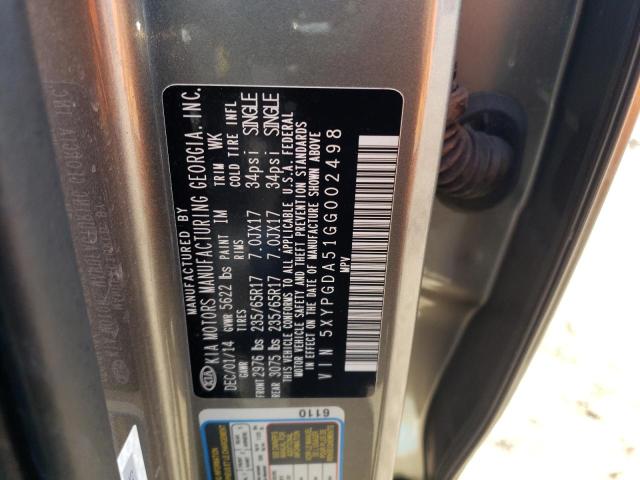 MANUFACTURED BY
KIA KIA MOTORS MANUFACTURING GEORGIA, INC.
DEC/01/14 GVWR 5622 lbs PAINT IM TRIM WK
GAWR TIRES RIMS COLD TIRE INFL
FRONT 2976 lbs 235/65R17 7.0JX17 34psi SINGLE
REAR 3075 lbs 235/65R17 7.0JX17 34psi SINGLE
THIS VEHICLE CONFORMS TO ALL APPLICABLE U.S.A. FEDERAL
MOTOR VEHICLE SAFETY AND THEFT PREVENTION STANDARDS
IN EFFECT ON THE DATE OF MANUFACTURE SHOWN ABOVE
VIN 5XYPGDA51GG002498
MPV
6110